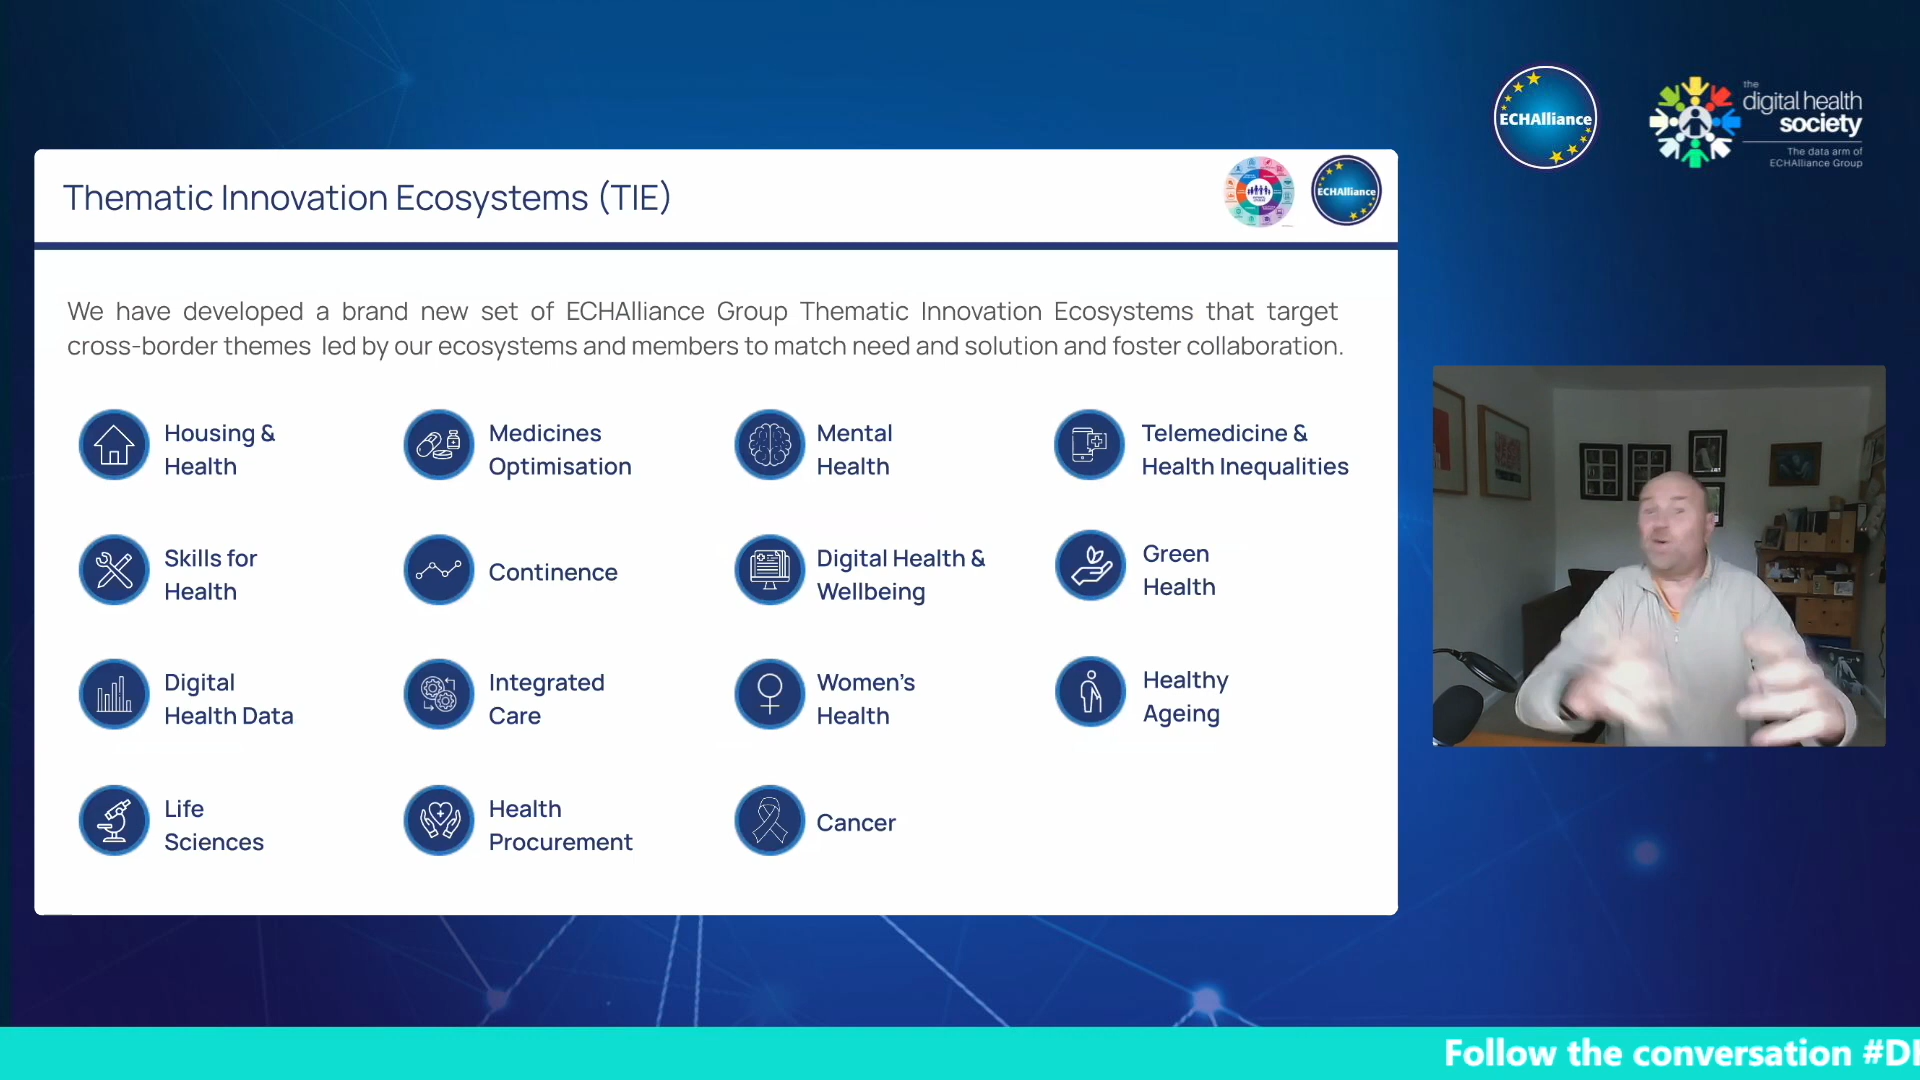 ECHAlliance
the
digital health
society
The data arm of
ECHAlliance Group
Thematic Innovation Ecosystems (TIE)
ECHAlliance
We have developed a brand new set of ECHAlliance Group Thematic Innovation Ecosystems that target
cross-border themes led by our ecosystems and members to match need and solution and foster collaboration.
Housing &
Health
Medicines
Optimisation
Mental
Health
Telemedicine &
Health Inequalities
Skills for
Health
Continence
Digital Health &
Wellbeing
Green
Health
Digital
Health Data
Integrated
Care
Women's
Health
Healthy
Ageing
Life
Sciences
Health
Procurement
Cancer
Follow the conversation